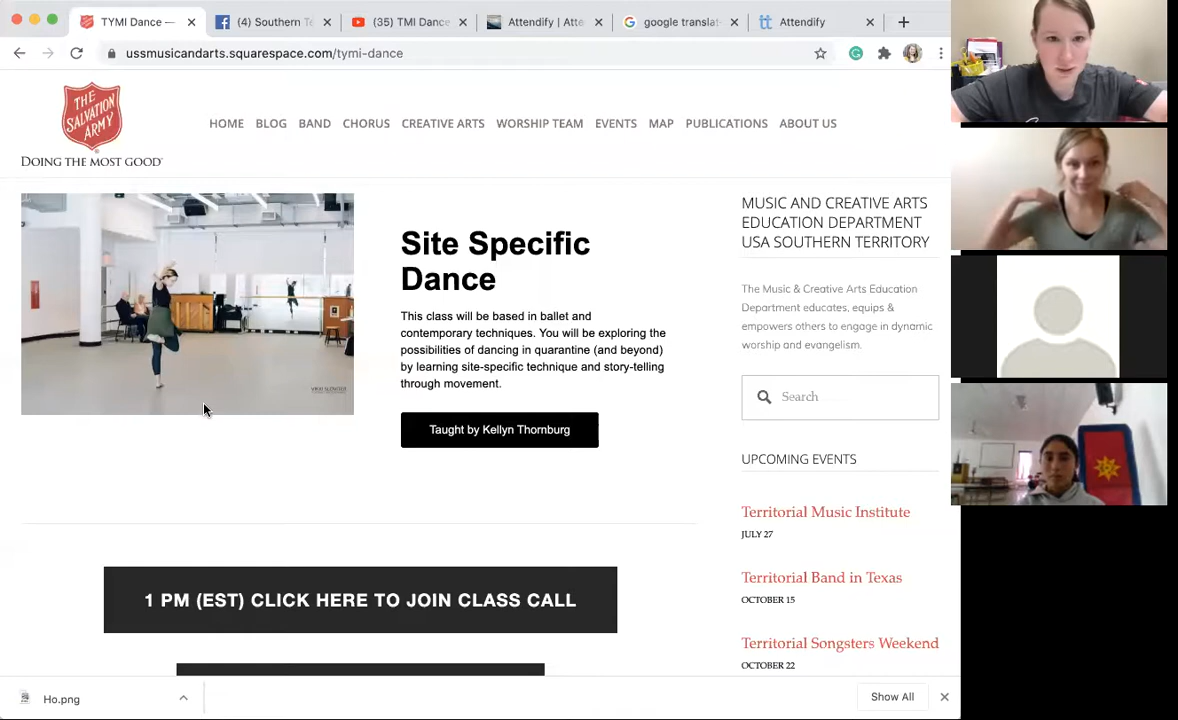 TYMI Dance —
(4) Southern Te
(35) TMI Dance
Attendify | Atte
google translat
Attendify
ussmusicandarts.squarespace.com/tymi-dance
THE SALVATION ARMY
DOING THE MOST GOOD
HOME BLOG BAND CHORUS CREATIVE ARTS WORSHIP TEAM EVENTS MAP PUBLICATIONS ABOUT US
Site Specific
Dance
This class will be based in ballet and
contemporary techniques. You will be exploring the
possibilities of dancing in quarantine (and beyond)
by learning site-specific technique and story-telling
through movement.
Taught by Kellyn Thornburg
1 PM (EST) CLICK HERE TO JOIN CLASS CALL
MUSIC AND CREATIVE ARTS
EDUCATION DEPARTMENT
USA SOUTHERN TERRITORY
The Music & Creative Arts Education
Department educates, equips &
empowers others to engage in dynamic
worship and evangelism.
Search
UPCOMING EVENTS
Territorial Music Institute
JULY 27
Territorial Band in Texas
OCTOBER 15
Territorial Songsters Weekend
OCTOBER 22
Ho.png
Show All